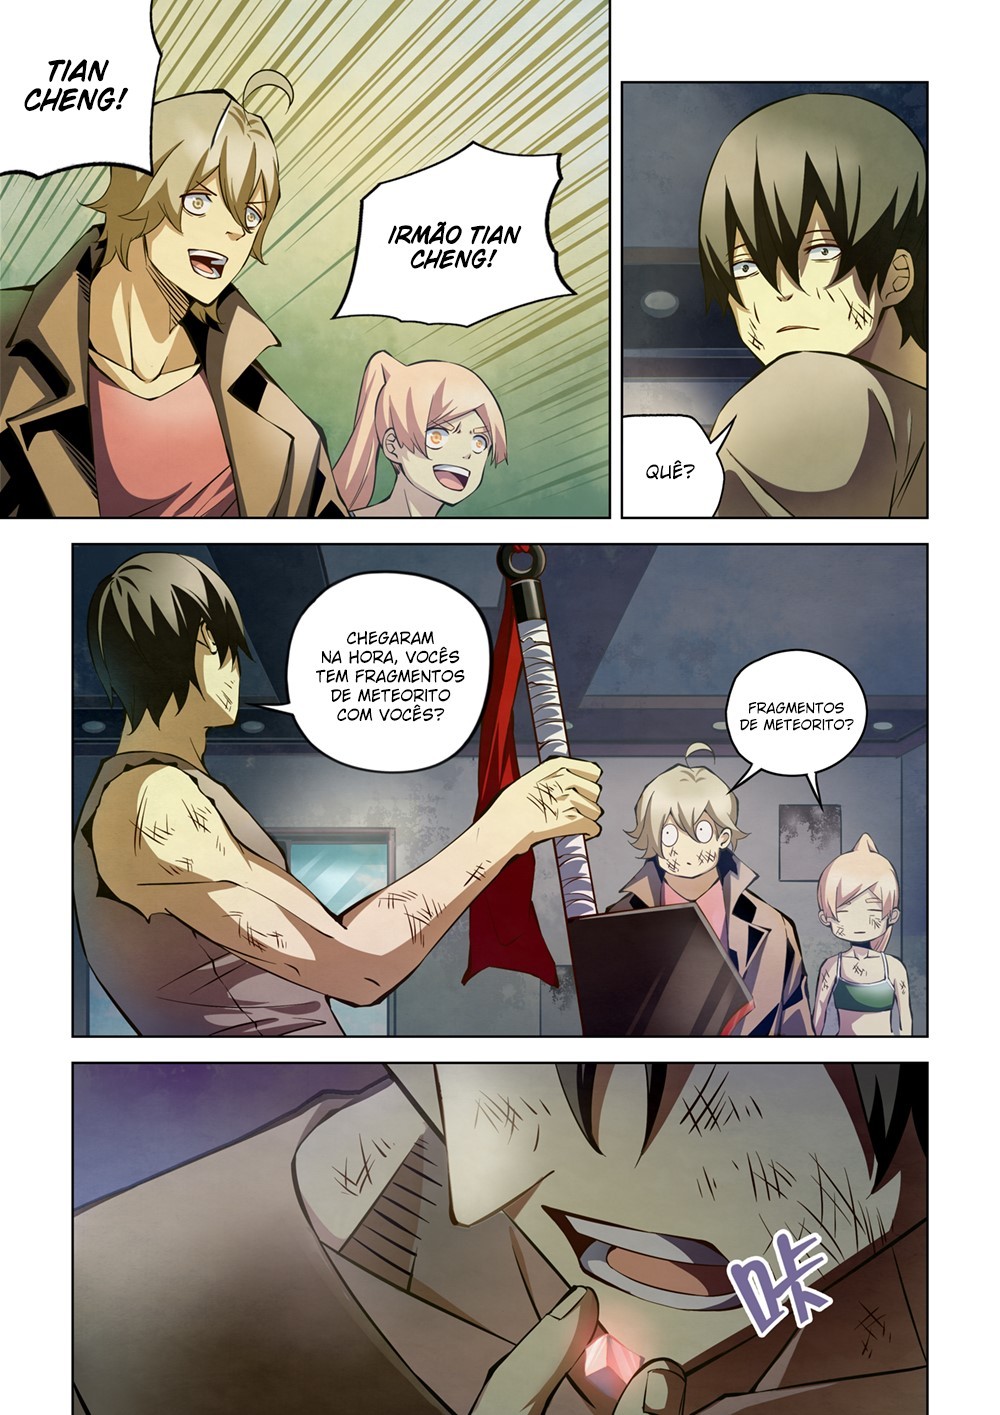 TIAN
CHENG!
IRMÃO TIAN
CHENG!
QUÊ?
CHEGARAM
NA HORA, VOCÊS
TEM FRAGMENTOS
DE METEORITO
COM VOCÊS?
FRAGMENTOS
DE METEORITO?
咔